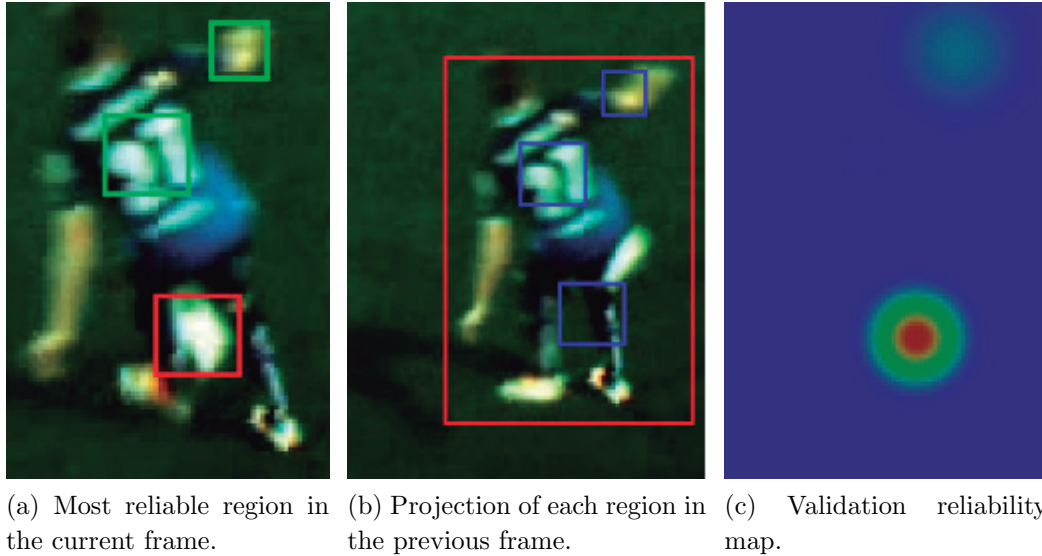 (a) Most reliable region in
the current frame.
(b) Projection of each region in
the previous frame.
(c) Validation reliability
map.